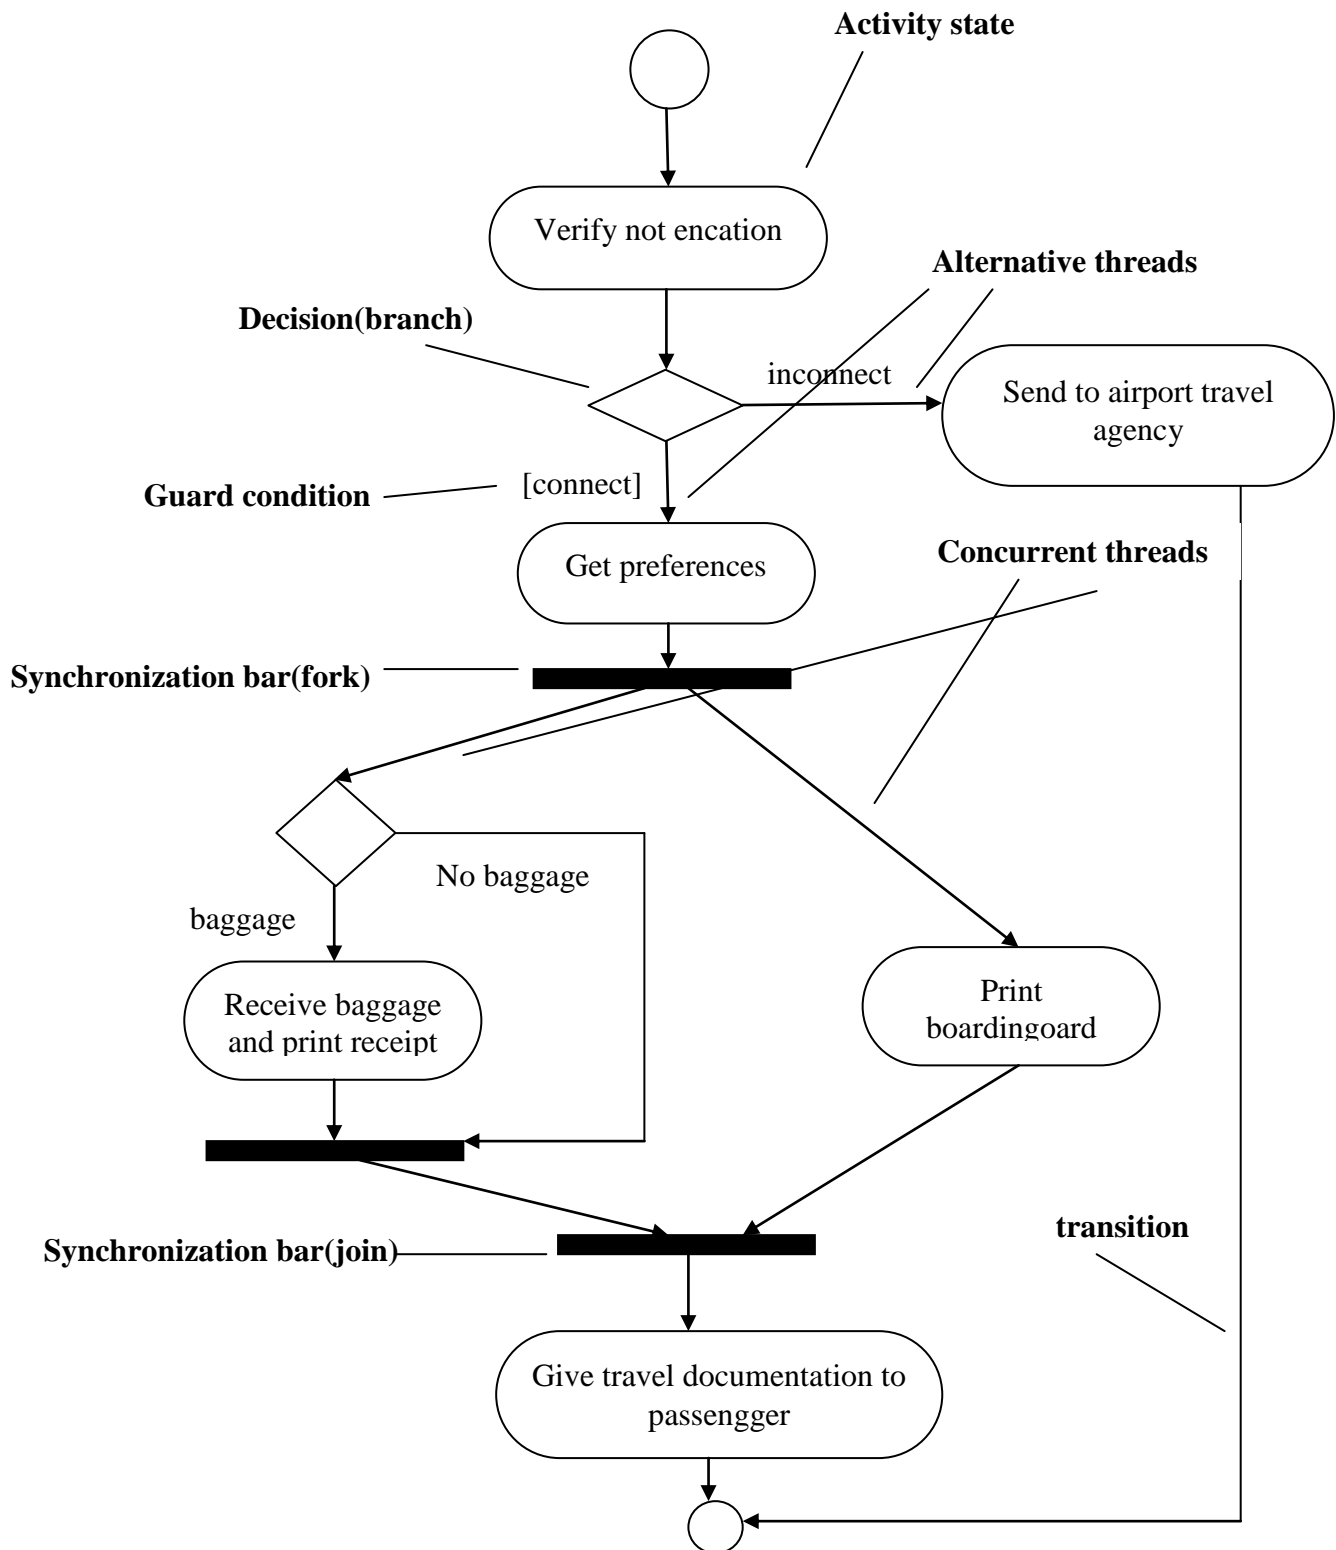 Activity state
Verify not encation
Alternative threads
Decision(branch)
inconnect
Send to airport travel
agency
[connect]
Guard condition
Concurrent threads
Get preferences
Synchronization bar(fork)
No baggage
baggage
Receive baggage
and print receipt
Print
boardingoard
transition
Synchronization bar(join)
Give travel documentation to
passengger